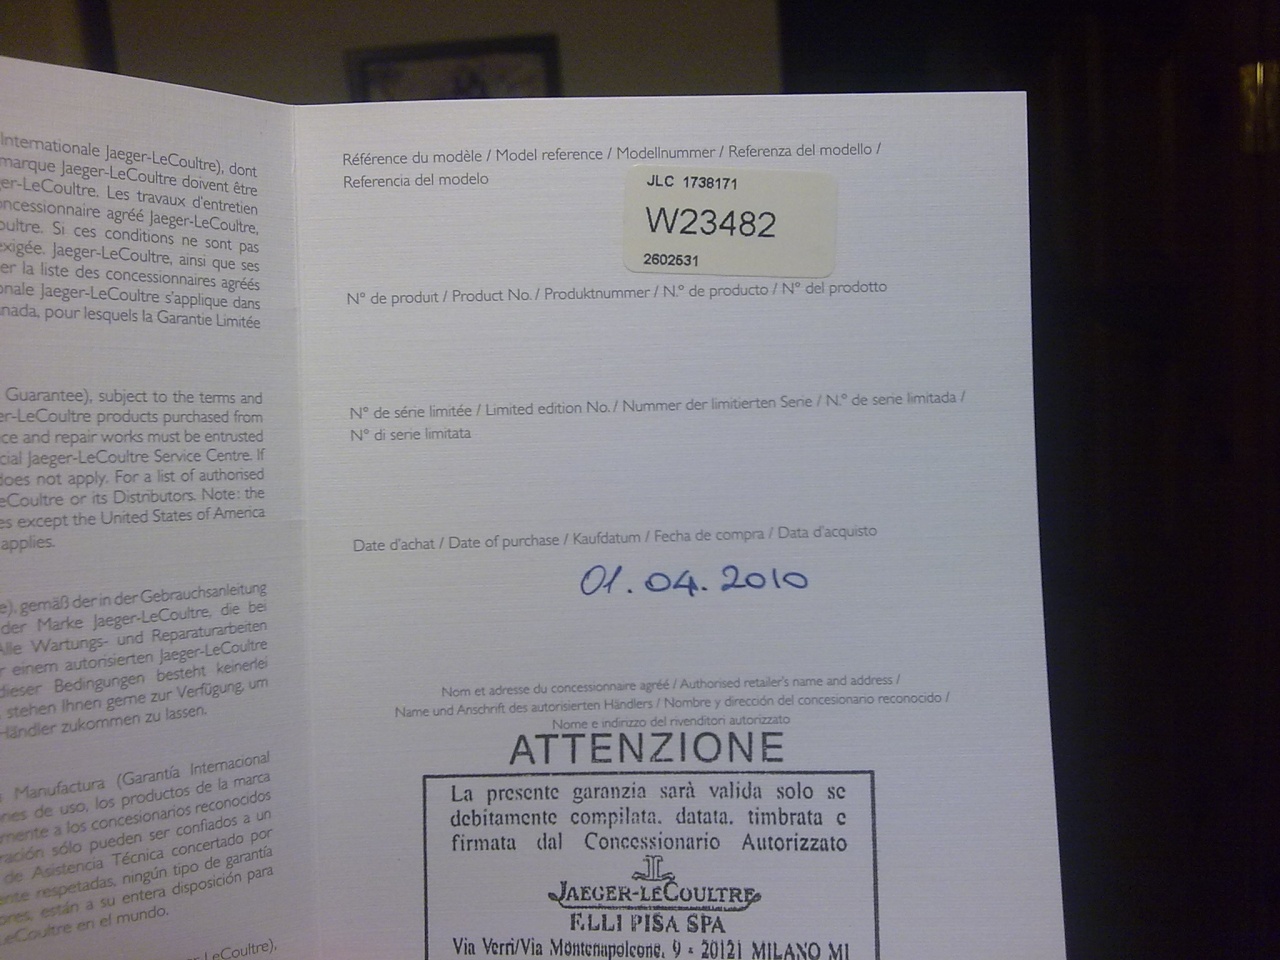 Internationale Jaeger-LeCoultre), dont
marque Jaeger-LeCoultre doivent être
er-LeCoultre. Les travaux d'entretien
oncessionnaire agréé Jaeger-LeCoultre,
oultre. Si ces conditions ne sont pas
exigée. Jaeger-LeCoultre, ainsi que ses
er la liste des concessionnaires agréés
onale Jaeger-LeCoultre s'applique dans
nada, pour lesquels la Garantie Limitée
Guarantee), subject to the terms and
er-LeCoultre products purchased from
ce and repair works must be entrusted
cial Jaeger-LeCoultre Service Centre. If
does not apply. For a list of authorised
eCoultre or its Distributors. Note: the
es except the United States of America
applies.
e), gemäß der in der Gebrauchsanleitung
der Marke Jaeger-LeCoultre, die bei
Alle Wartungs- und Reparaturarbeiten
r einem autorisierten Jaeger-LeCoultre
dieser Bedingungen besteht keinerlei
stehen Ihnen gerne zur Verfügung, um
Händler zukommen zu lassen.
Manufactura (Garantía Internacional
nes de uso, los productos de la marca
mente a los concesionarios reconocidos
ración sólo pueden ser confiados a un
de Asistencia Técnica concertado por
nte respetadas, ningún tipo de garantía
ores, están a su entera disposición para
LeCoultre en el mundo.
LeCoultre),
Référence du modèle / Model reference / Modellnummer / Referenza del modello /
Referencia del modelo
JLC 1738171
W23482
2602531
N° de produit / Product No. / Produktnummer / N.° de producto / N° del prodotto
N° de série limitée / Limited edition No. / Nummer der limitierten Serie / N.° de serie limitada /
N° di serie limitata
Date d'achat / Date of purchase / Kaufdatum / Fecha de compra / Data d'acquisto
01.04.2010
Nom et adresse du concessionnaire agréé / Authorised retailer's name and address /
Name und Anschrift des autorisierten Händlers / Nombre y dirección del concesionario reconocido /
Nome e indirizzo del rivenditori autorizzato
ATTENZIONE
La presente garanzia sarà valida solo se
debitamente compilata, datata, timbrata e
firmata dal Concessionario Autorizzato
JAEGER-LECOULTRE
F.LLI PISA SPA
Via Verri/Via Montenapoleone, 9 - 20121 MILANO MI